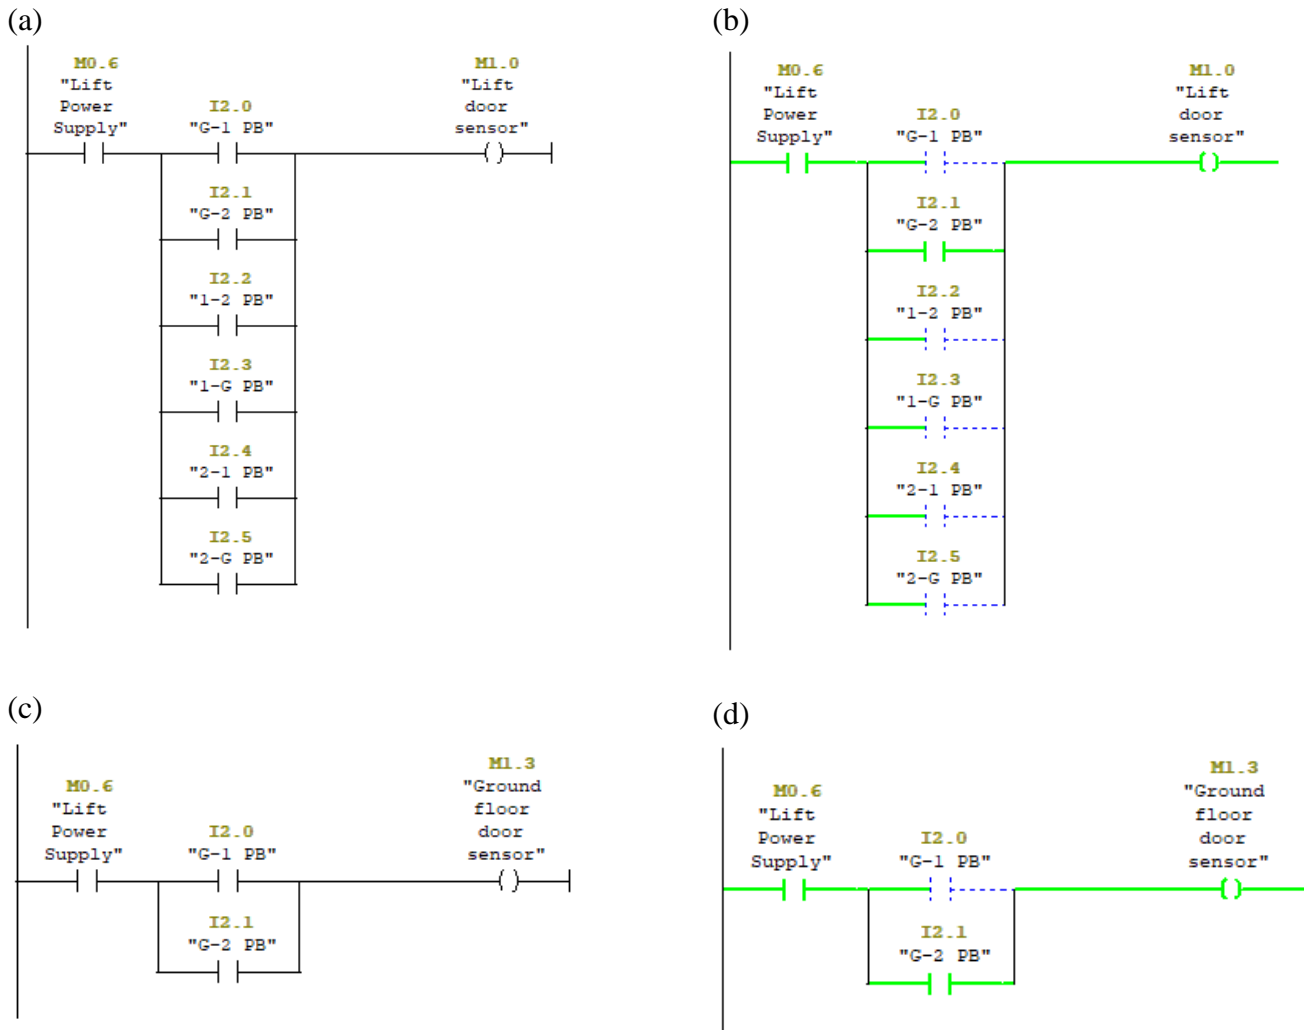 (a)
M0.6
"Lift
Power
Supply"
I2.0
"G-1 PB"
M1.0
"Lift
door
sensor"
I2.1
"G-2 PB"
I2.2
"1-2 PB"
I2.3
"1-G PB"
I2.4
"2-1 PB"
I2.5
"2-G PB"
(b)
M0.6
"Lift
Power
Supply"
I2.0
"G-1 PB"
M1.0
"Lift
door
sensor"
I2.1
"G-2 PB"
I2.2
"1-2 PB"
I2.3
"1-G PB"
I2.4
"2-1 PB"
I2.5
"2-G PB"
(c)
M0.6
"Lift
Power
Supply"
I2.0
"G-1 PB"
M1.3
"Ground
floor
door
sensor"
I2.1
"G-2 PB"
(d)
M0.6
"Lift
Power
Supply"
I2.0
"G-1 PB"
M1.3
"Ground
floor
door
sensor"
I2.1
"G-2 PB"